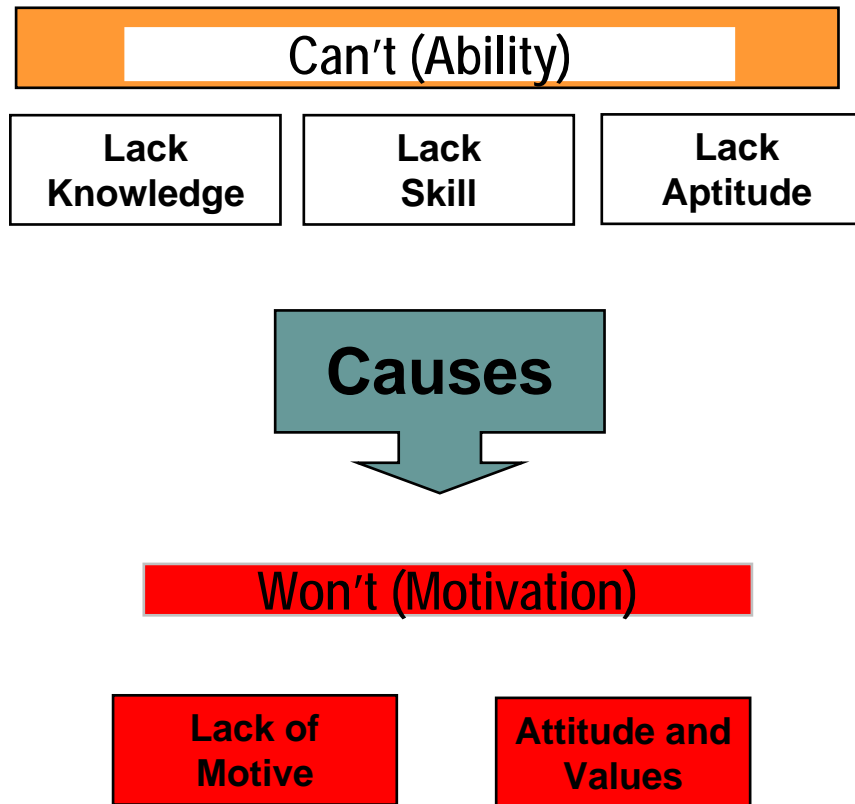 Can't (Ability)
Lack
Knowledge
Lack
Skill
Lack
Aptitude
Causes
Won't (Motivation)
Lack of
Motive
Attitude and
Values